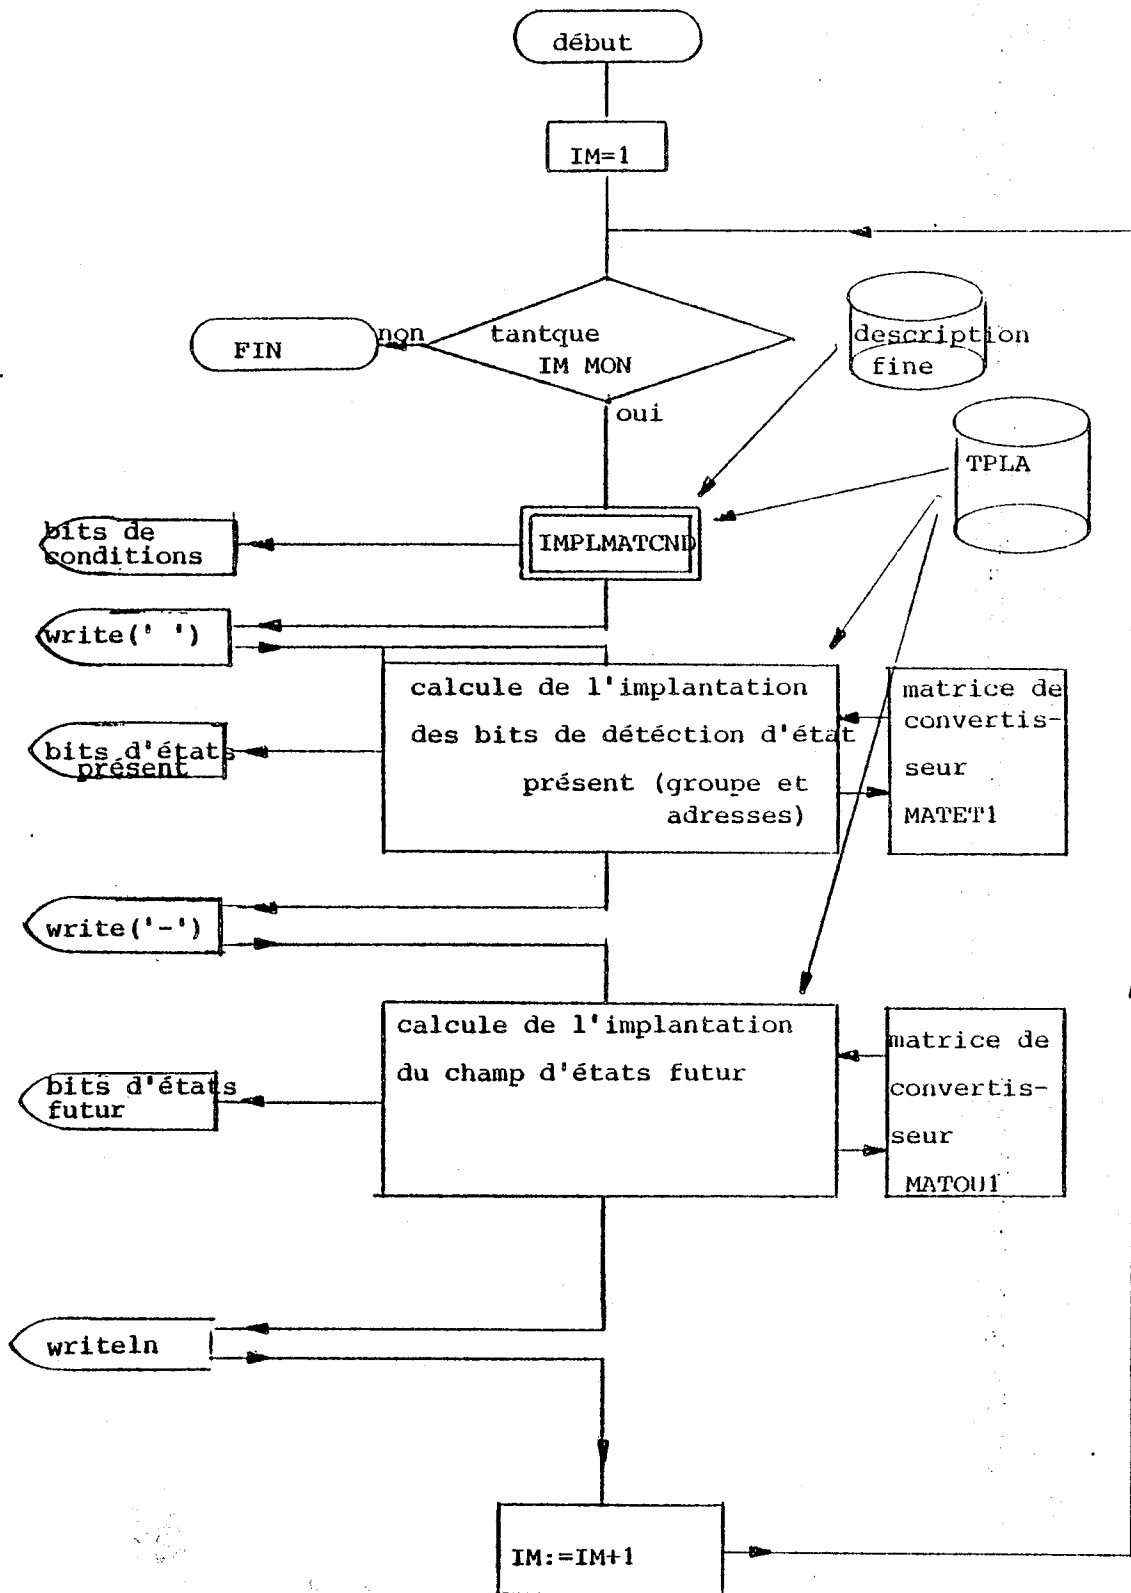 début
IM=1
non
tantque
IM MON
FIN
oui
description
fine
TPLA
bits de
conditions
IMPLMATCND
write(' ')
calcule de l'implantation
des bits de détéction d'état
présent (groupe et
adresses)
matrice de
convertis-
seur
MATET1
bits d'états
présent
write('-')
calcule de l'implantation
du champ d'états futur
matrice de
convertis-
seur
MATOU1
bits d'états
futur
writeln
IM:=IM+1